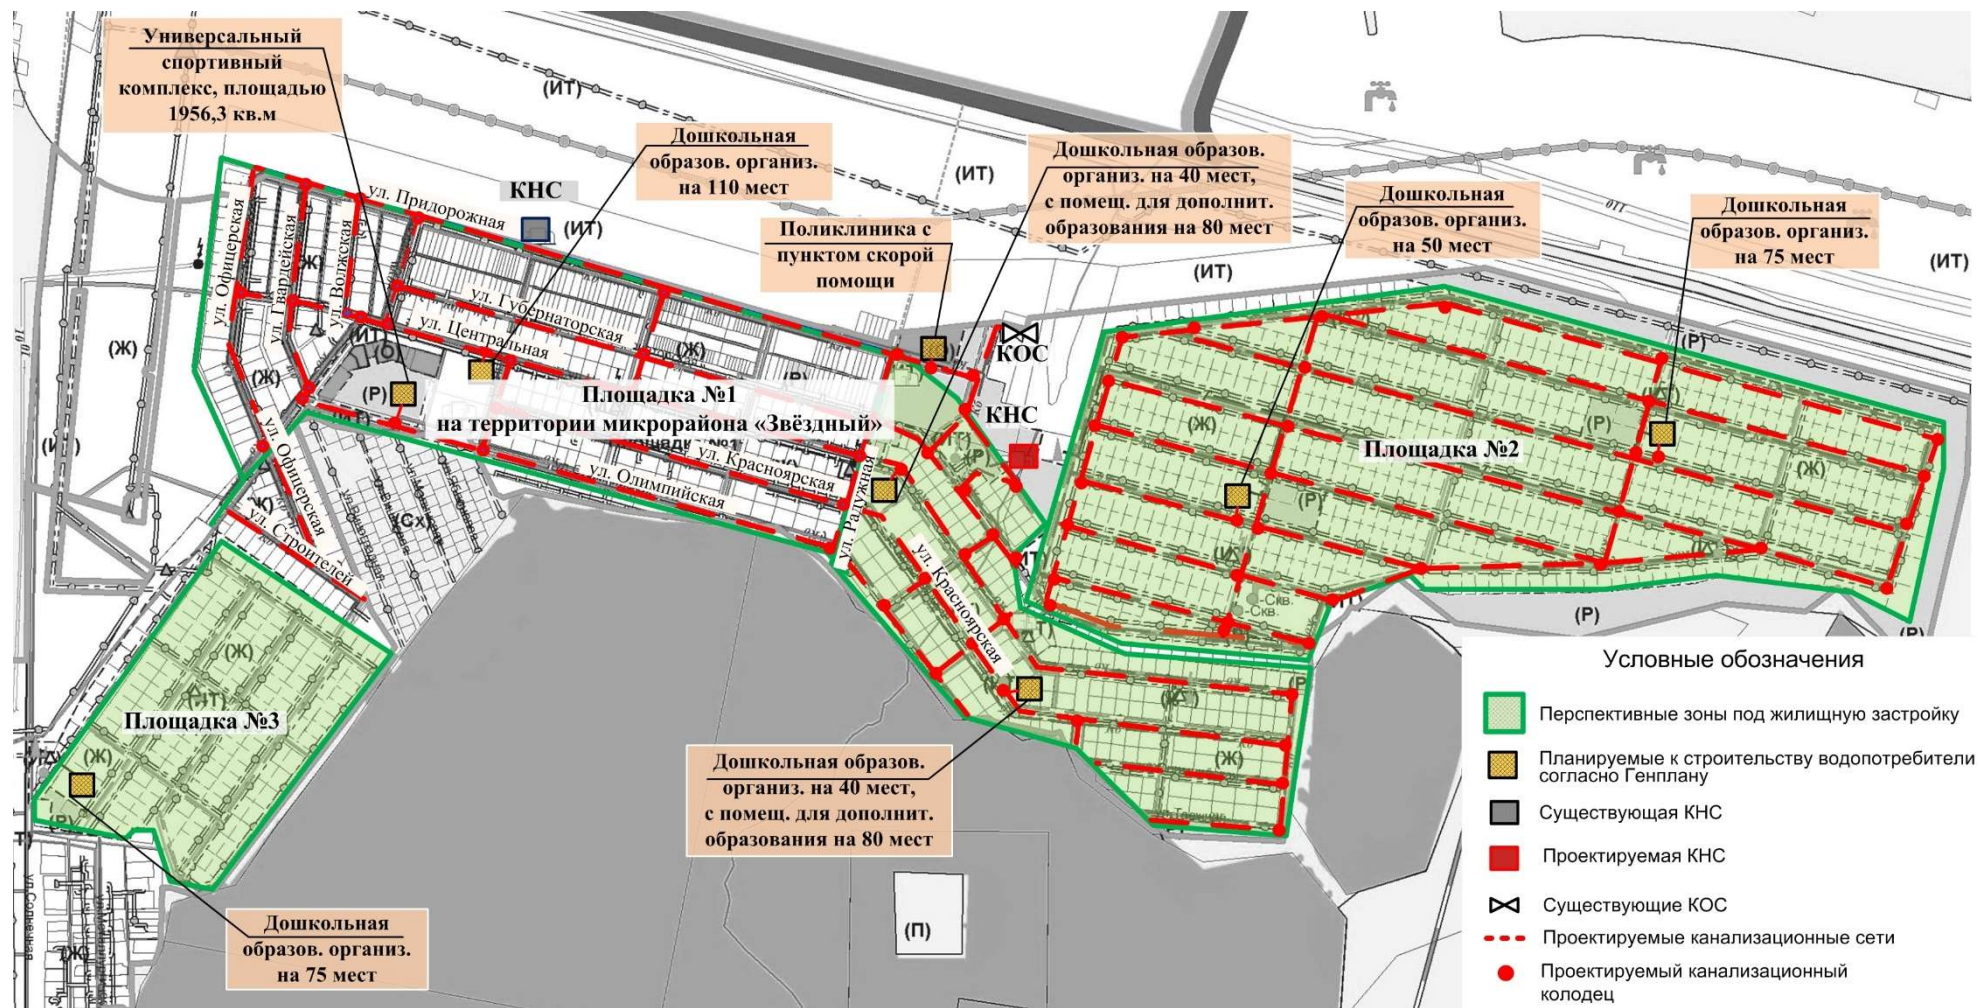 Универсальный
спортивный
комплекс, площадью
1956,3 кв.м
(ИТ)
Дошкольная
образов. организ.
на 110 мест
Дошкольная образов.
организ. на 40 мест,
с помещ. для дополнит.
образования на 80 мест
(ИТ)
Дошкольная
образов. организ.
на 50 мест
Дошкольная
образов. организ.
на 75 мест
КНС
(ИТ)
Поликлиника с
пунктом скорой
помощи
(ИТ)
(ИТ)
ул. Придорожная
ул. Офицерская
ул. Гвардейская
ул. Волжская
(Ж)
ул. Губернаторская
ул. Центральная
(ИТ)
(Ж)
(Ж)
(Ж)
(Р)
КОС
(Р)
Площадка №1
на территории микрорайона «Звёздный»
КНС
(Р)
(Ж)
(Р)
Площадка №2
(Ж)
(Р)
ул. Офицерская
ул. Красноярская
ул. Олимпийская
ул. Радужная
(Ж)
ул. Строителей
(Сх)
ул. Красноярская
-Скв.
-Скв.
(Р)
(Р)
(Ж)
Площадка №3
(Ж)
(Р)
(Ж)
Дошкольная образов.
организ. на 40 мест,
с помещ. для дополнит.
образования на 80 мест
Дошкольная
образов. организ.
на 75 мест
ул.Солнечная
(Ж)
(П)
Условные обозначения
Перспективные зоны под жилищную застройку
Планируемые к строительству водопотребители
согласно Генплану
Существующая КНС
Проектируемая КНС
Существующие КОС
Проектируемые канализационные сети
Проектируемый канализационный
колодец